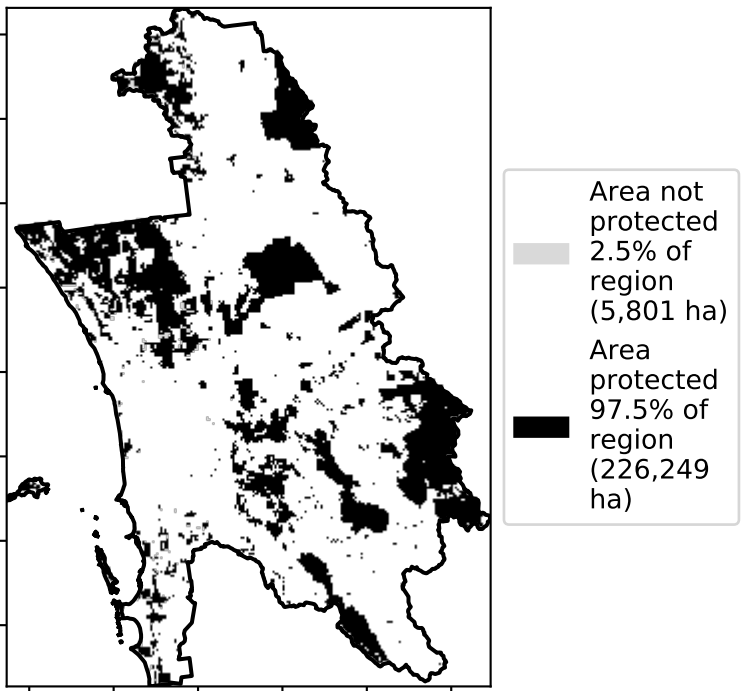 Area not
protected
2.5% of
region
(5,801 ha)
Area
protected
97.5% of
region
(226,249
ha)